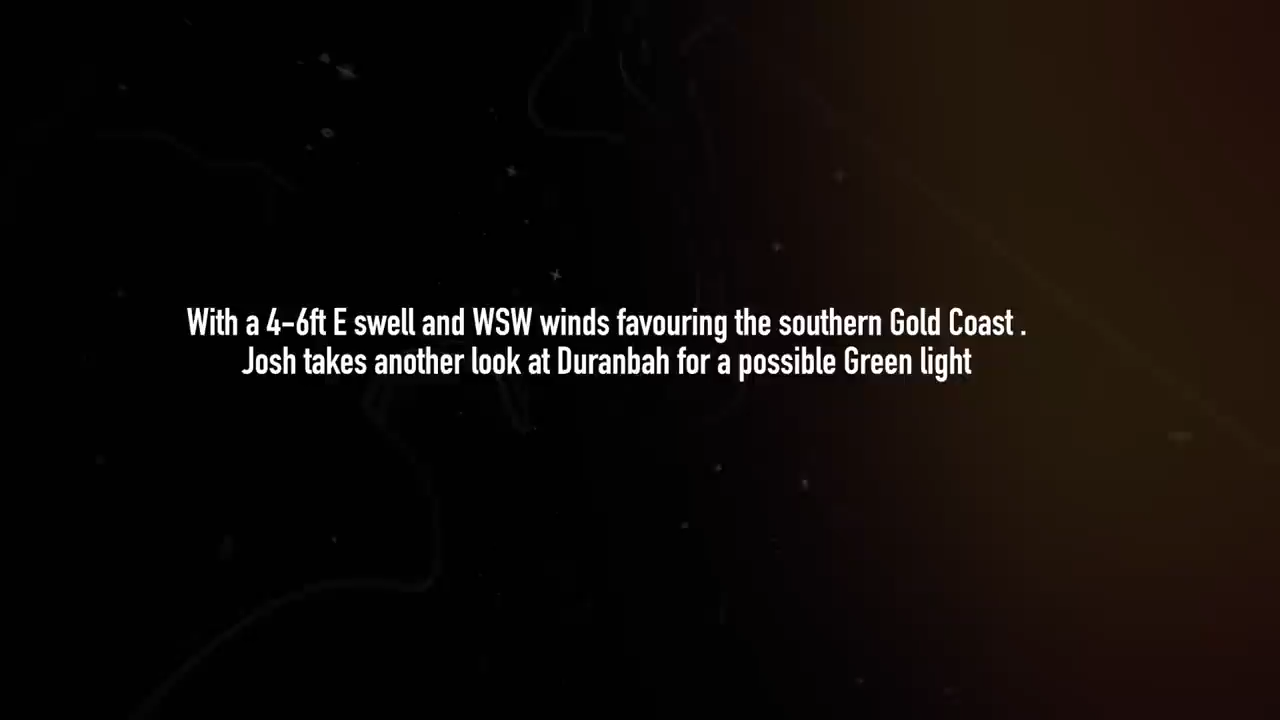 With a 4-6ft E swell and WSW winds favouring the southern Gold Coast .
Josh takes another look at Duranbah for a possible Green light